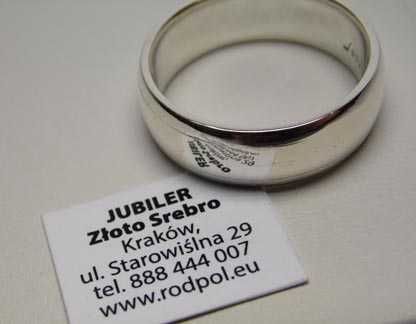 JUBILER
Złoto Srebro
Kraków,
ul. Starowiślna 29
tel. 888 444 007
www.rodpol.eu